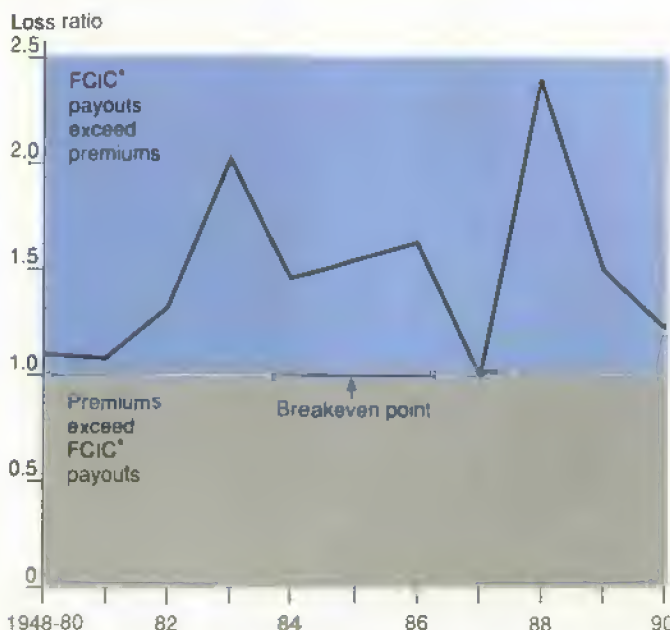 Loss ratio
2.5
FCIC*
payouts
exceed
premiums
2.0
1.5
1.0
Premiums
exceed
FCIC*
payouts
Breakeven point
0.5
0
1948-80 82 84 86 88 90